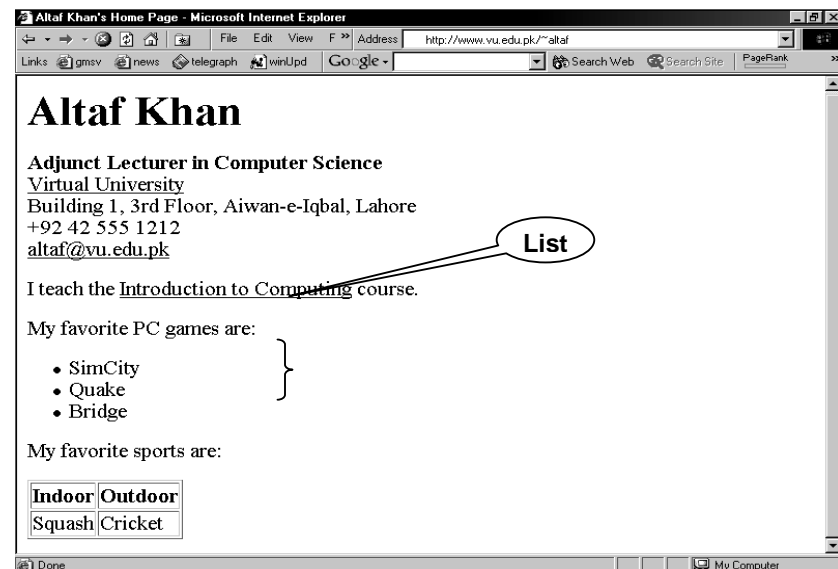 Altaf Khan's Home Page - Microsoft Internet Explorer
File Edit View F » Address http://www.vu.edu.pk/~altaf
Links gmsv news telegraph winUpd Google Search Web Search Site PageRank »
Altaf Khan
Adjunct Lecturer in Computer Science
Virtual University
Building 1, 3rd Floor, Aiwan-e-Iqbal, Lahore
+92 42 555 1212
altaf@vu.edu.pk
List
I teach the Introduction to Computing course.
My favorite PC games are:
• SimCity
• Quake
• Bridge
My favorite sports are:
Indoor Outdoor
Squash Cricket
Done My Computer